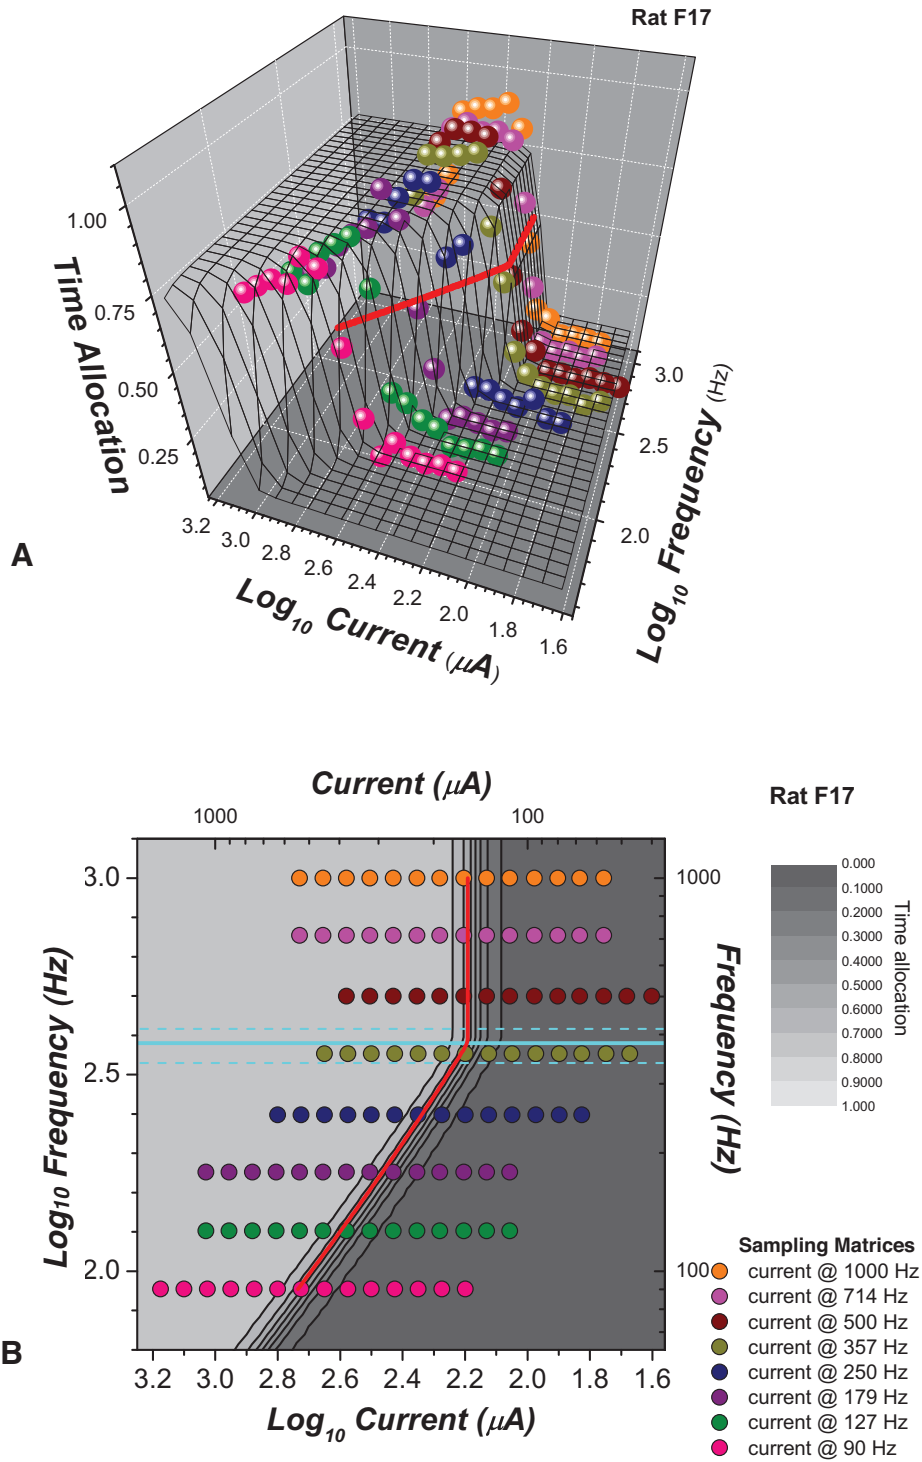 Rat F17
1.00
0.75
0.50
0.25
Time Allocation
3.2
3.0
2.8
2.6
2.4
2.2
2.0
1.8
1.6
Log10 Current (μA)
3.0
2.5
2.0
Log10 Frequency (Hz)
A
Current (μA)
1000
100
Rat F17
3.0
2.5
2.0
Log10 Frequency (Hz)
1000
100
Frequency (Hz)
0.000
0.1000
0.2000
0.3000
0.4000
0.5000
0.6000
0.7000
0.8000
0.9000
1.000
Time allocation
3.2 3.0 2.8 2.6 2.4 2.2 2.0 1.8 1.6
Log10 Current (μA)
B
Sampling Matrices
current @ 1000 Hz
current @ 714 Hz
current @ 500 Hz
current @ 357 Hz
current @ 250 Hz
current @ 179 Hz
current @ 127 Hz
current @ 90 Hz